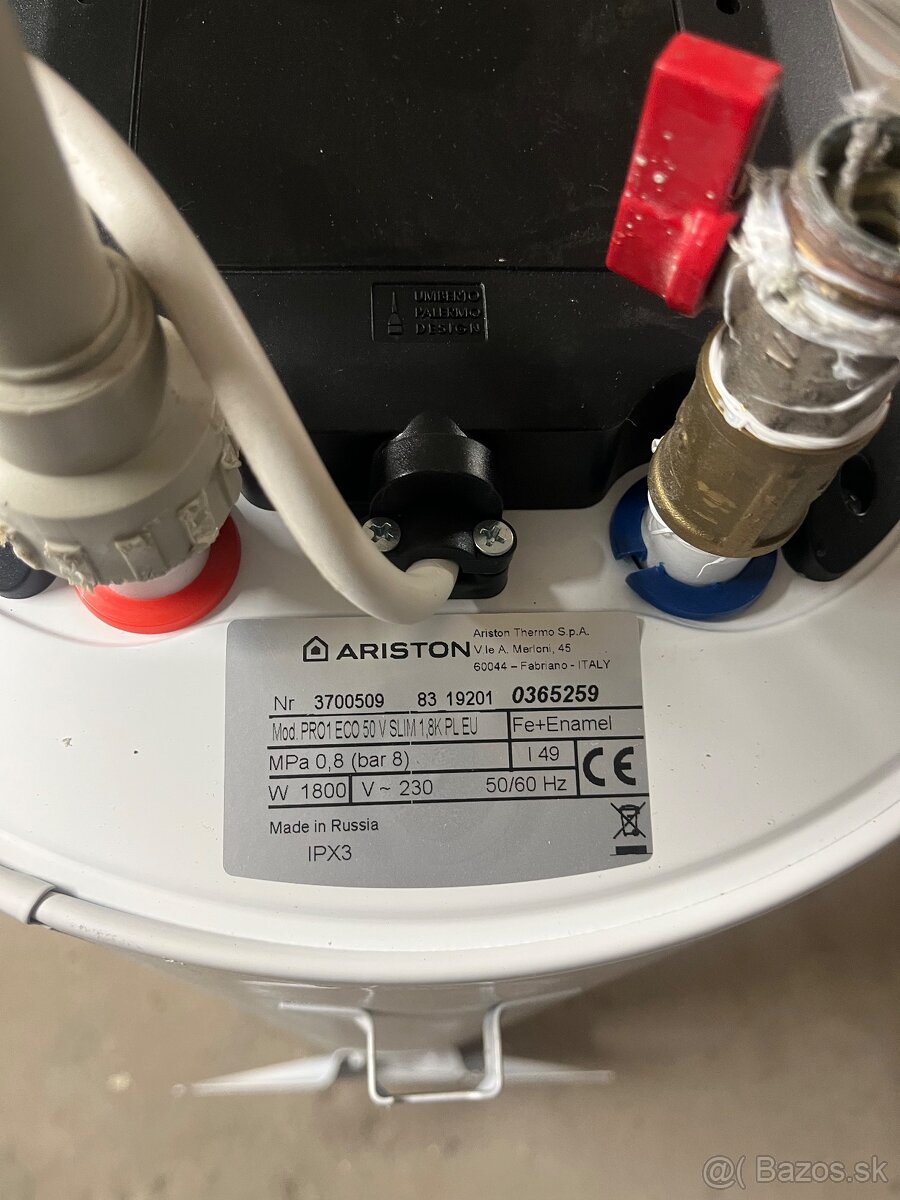 UMBERTO
PALERMO
DESIGN
ARISTON
Ariston Thermo S.p.A.
V.le A. Merloni, 45
60044 – Fabriano - ITALY
Nr 3700509 83 19201 0365259
Mod. PRO1 ECO 50 V SLIM 1,8K PL EU Fe+Enamel
MPa 0,8 (bar 8) l 49
CE
W 1800 V ~ 230 50/60 Hz
Made in Russia
IPX3
@( Bazos.sk